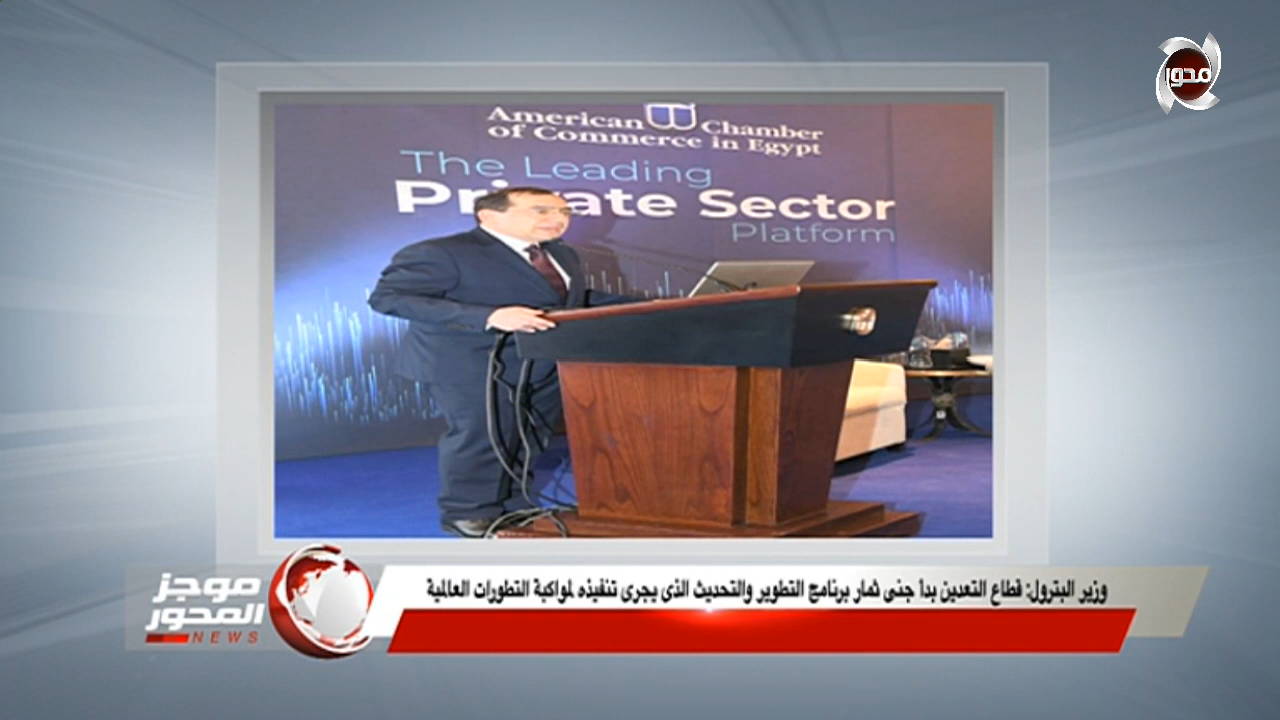 محور
American Chamber
of Commerce in Egypt
The Leading
Private Sector
Platform
وزير البترول: قطاع التعدين بدأ جنى ثمار برنامج التطوير والتحديث الذى يجرى تنفيذه لمواكبة التطورات العالمية
موجز
المحور
NEWS